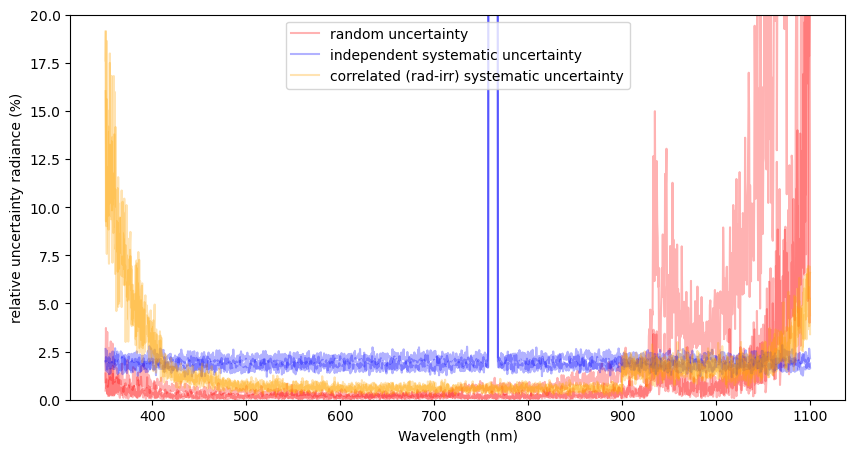 relative uncertainty radiance (%)
20.0
17.5
15.0
12.5
10.0
7.5
5.0
2.5
0.0
random uncertainty
independent systematic uncertainty
correlated (rad-irr) systematic uncertainty
400 500 600 700 800 900 1000 1100
Wavelength (nm)